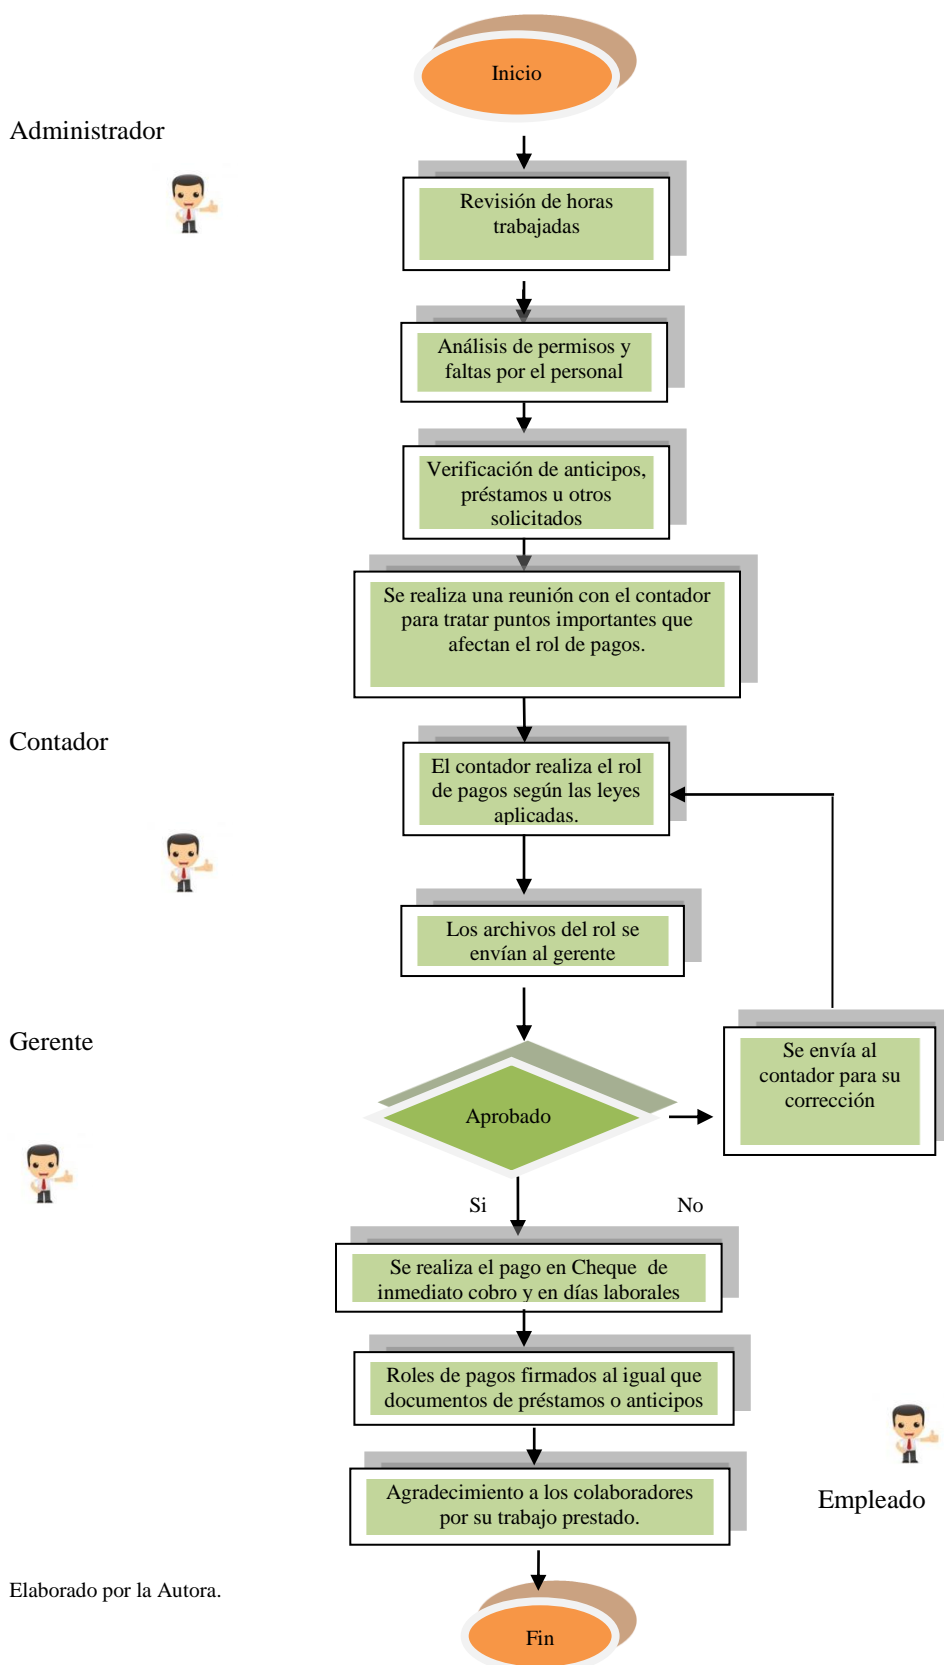 Inicio
Administrador
Revisión de horas
trabajadas
Análisis de permisos y
faltas por el personal
Verificación de anticipos,
préstamos u otros
solicitados
Se realiza una reunión con el contador
para tratar puntos importantes que
afectan el rol de pagos.
Contador
El contador realiza el rol
de pagos según las leyes
aplicadas.
Los archivos del rol se
envían al gerente
Gerente
Se envía al
contador para su
corrección
Aprobado
Si
No
Se realiza el pago en Cheque de
inmediato cobro y en días laborales
Roles de pagos firmados al igual que
documentos de préstamos o anticipos
Agradecimiento a los colaboradores
por su trabajo prestado.
Empleado
Elaborado por la Autora.
Fin